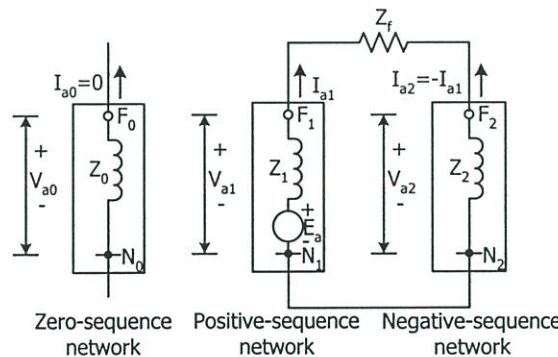 Z_f
I_a0=0
I_a1
I_a2=-I_a1
F_0
F_1
F_2
+
V_a0
-
Z_0
+
V_a1
-
Z_1
+
E_a
-
+
V_a2
-
Z_2
N_0
N_1
N_2
Zero-sequence
network
Positive-sequence
network
Negative-sequence
network